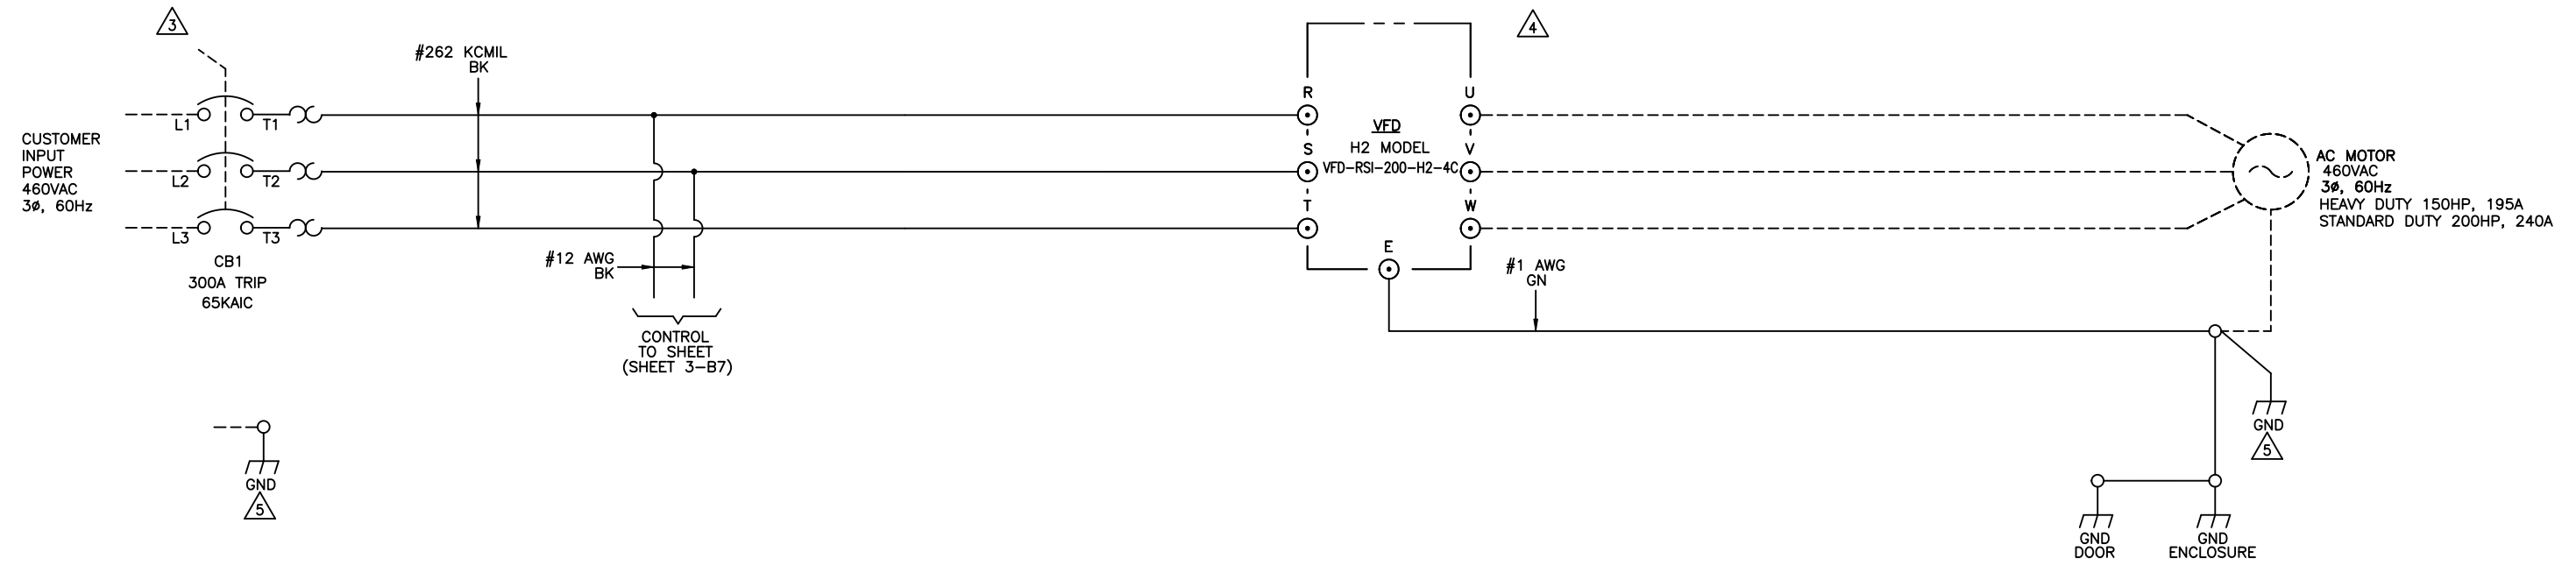 3
4
#262 KCMIL
BK
CUSTOMER
INPUT
POWER
460VAC
3ø, 60Hz
L1
T1
L2
T2
L3
T3
CB1
300A TRIP
65KAIC
#12 AWG
BK
CONTROL
TO SHEET
(SHEET 3-B7)
R
U
VFD
H2 MODEL
S
V
VFD-RSI-200-H2-4C
T
W
E
#1 AWG
GN
AC MOTOR
460VAC
3ø, 60Hz
HEAVY DUTY 150HP, 195A
STANDARD DUTY 200HP, 240A
GND
5
GND
5
GND
DOOR
GND
ENCLOSURE